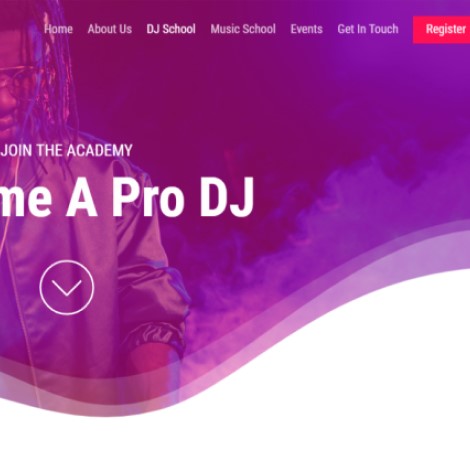 Home About Us DJ School Music School Events Get In Touch Register
JOIN THE ACADEMY
me A Pro DJ